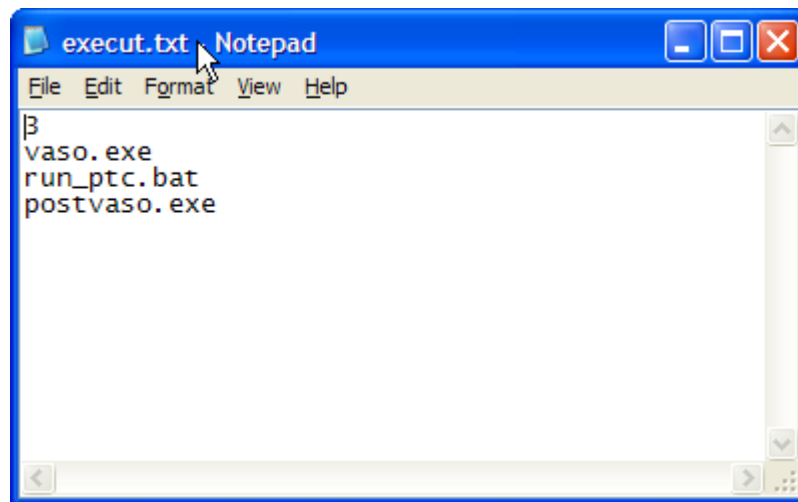 execut.txt - Notepad
File Edit Format View Help
3
vaso.exe
run_ptc.bat
postvaso.exe